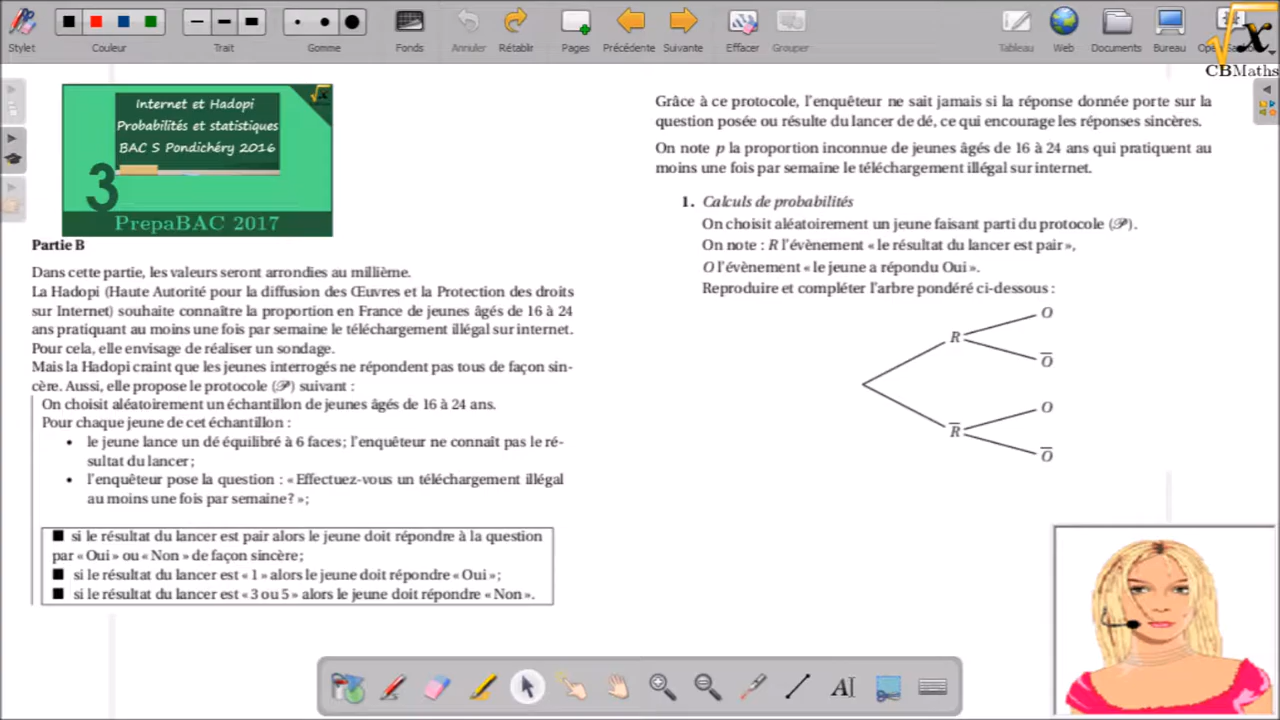 Stylet
Couleur
Trait
Gomme
Fonds
Annuler
Rétablir
Pages
Précédente
Suivante
Effacer
Grouper
Tableau
Web
Documents
Bureau
√x
CBMaths
Internet et Hadopi
Probabilités et statistiques
BAC S Pondichéry 2016
3
PrepaBAC 2017
Partie B
Dans cette partie, les valeurs seront arrondies au millième.
La Hadopi (Haute Autorité pour la diffusion des Œuvres et la Protection des droits
sur Internet) souhaite connaître la proportion en France de jeunes âgés de 16 à 24
ans pratiquant au moins une fois par semaine le téléchargement illégal sur internet.
Pour cela, elle envisage de réaliser un sondage.
Mais la Hadopi craint que les jeunes interrogés ne répondent pas tous de façon sin-
cère. Aussi, elle propose le protocole (𝒫) suivant :
On choisit aléatoirement un échantillon de jeunes âgés de 16 à 24 ans.
Pour chaque jeune de cet échantillon :
• le jeune lance un dé équilibré à 6 faces; l'enquêteur ne connaît pas le ré-
sultat du lancer;
• l'enquêteur pose la question : « Effectuez-vous un téléchargement illégal
au moins une fois par semaine? »;
■ si le résultat du lancer est pair alors le jeune doit répondre à la question
par « Oui » ou « Non » de façon sincère;
■ si le résultat du lancer est « 1 » alors le jeune doit répondre « Oui »;
■ si le résultat du lancer est « 3 ou 5 » alors le jeune doit répondre « Non ».
Grâce à ce protocole, l'enquêteur ne sait jamais si la réponse donnée porte sur la
question posée ou résulte du lancer de dé, ce qui encourage les réponses sincères.
On note p la proportion inconnue de jeunes âgés de 16 à 24 ans qui pratiquent au
moins une fois par semaine le téléchargement illégal sur internet.
1. Calculs de probabilités
On choisit aléatoirement un jeune faisant parti du protocole (𝒫).
On note : R l'évènement « le résultat du lancer est pair »,
O l'évènement « le jeune a répondu Oui ».
Reproduire et compléter l'arbre pondéré ci-dessous :
O
R
O̅
O
R̅
O̅